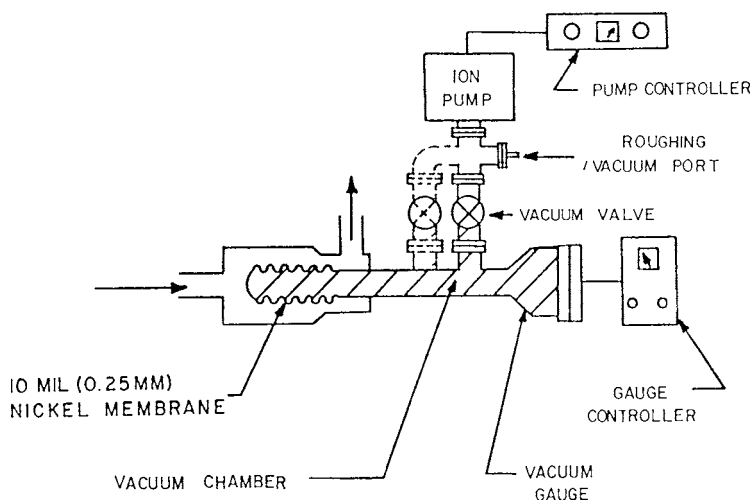 ION
PUMP
PUMP CONTROLLER
ROUGHING
/VACUUM PORT
VACUUM VALVE
10 MIL (0.25MM)
NICKEL MEMBRANE
GAUGE
CONTROLLER
VACUUM CHAMBER
VACUUM
GAUGE